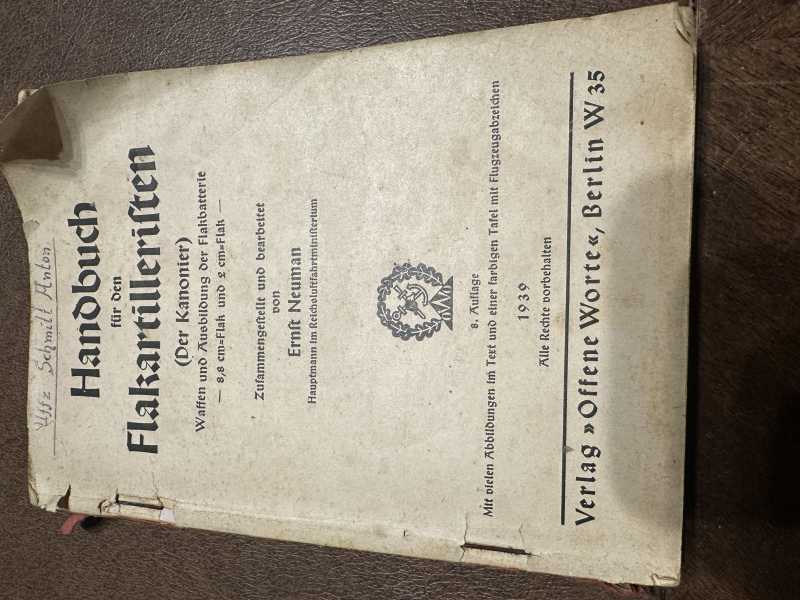 Uffz Schmitt Anton
Handbuch
für den
Flakartilleristen
(Der Kanonier)
Waffen und Ausbildung der Flakbatterie
— 8,8 cm=Flak und 2 cm=Flak —
Zusammengestellt und bearbeitet
von
Ernst Neuman
Hauptmann im Reichsluftfahrtministerium
8. Auflage
Mit vielen Abbildungen im Text und einer farbigen Tafel mit Flugzeugabzeichen
1939
Alle Rechte vorbehalten
Verlag »Offene Worte«, Berlin W 35